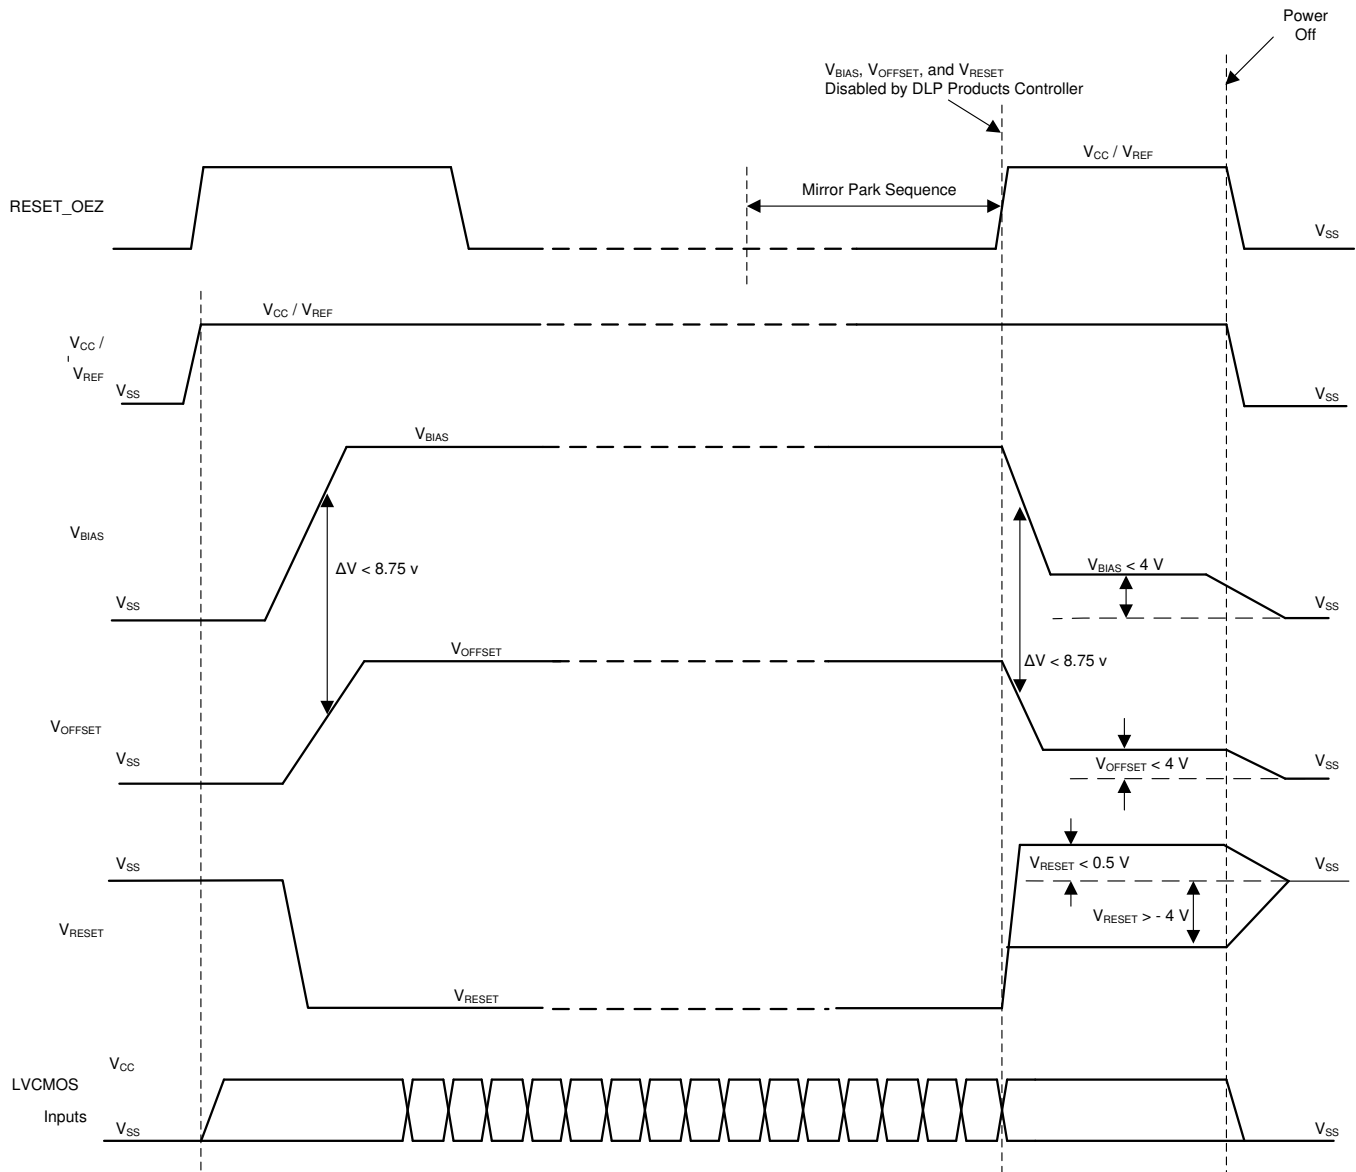 Power
Off
VBIAS, VOFFSET, and VRESET
Disabled by DLP Products Controller
VCC / VREF
Mirror Park Sequence
RESET_OEZ
VSS
VCC / VREF
VCC /
VREF
VSS
VSS
VBIAS
VBIAS
ΔV < 8.75 v
VBIAS < 4 V
VSS
VSS
VOFFSET
ΔV < 8.75 v
VOFFSET
VSS
VOFFSET < 4 V
VSS
VSS
VRESET < 0.5 V
VSS
VRESET
VRESET > - 4 V
VRESET
VCC
LVCMOS
Inputs
VSS
VSS